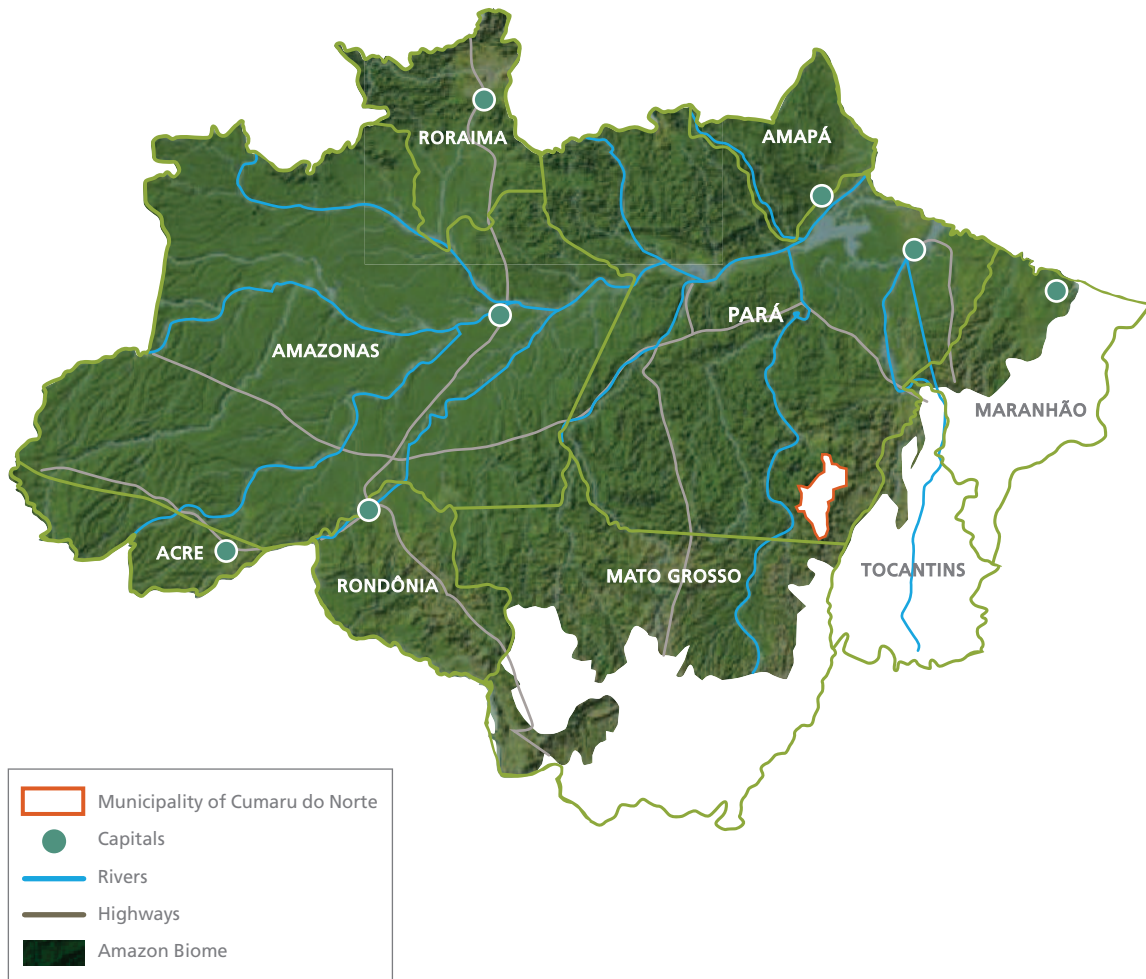 RORAIMA
AMAPÁ
PARÁ
AMAZONAS
MARANHÃO
ACRE
RONDÔNIA
MATO GROSSO
TOCANTINS
Municipality of Cumaru do Norte
Capitals
Rivers
Highways
Amazon Biome